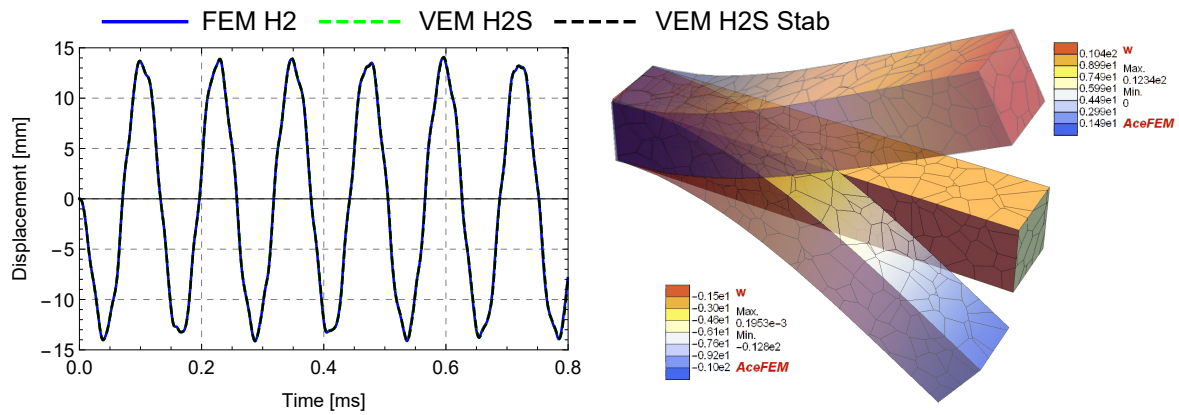 FEM H2 VEM H2S VEM H2S Stab
Displacement [mm]
15
10
5
0
−5
−10
−15
0.0 0.2 0.4 0.6 0.8
Time [ms]
w
0.104e2
0.899e1
0.749e1
0.599e1
0.449e1
0.299e1
0.149e1
Max.
0.1234e2
Min.
0
AceFEM
w
−0.15e1
−0.30e1
−0.46e1
−0.61e1
−0.76e1
−0.92e1
−0.10e2
Max.
0.1953e−3
Min.
−0.126e2
AceFEM